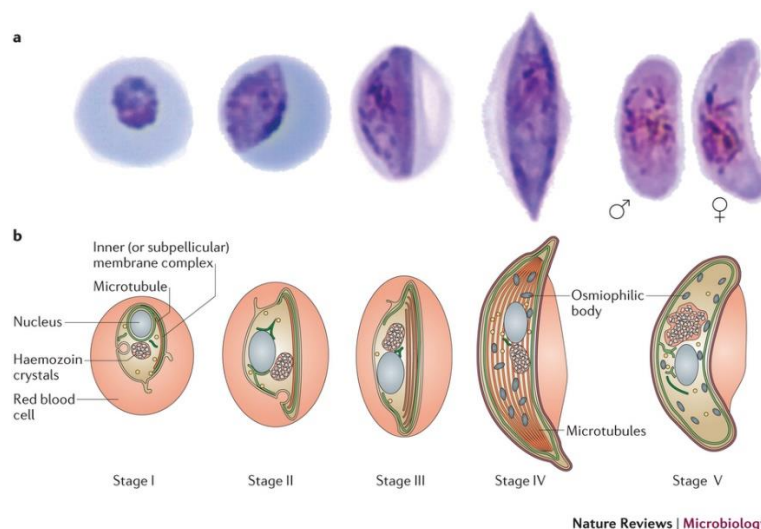 a
♂
♀
b
Inner (or subpellicular)
membrane complex
Microtubule
Nucleus
Haemozoin
crystals
Red blood
cell
Osmiophilic
body
Microtubules
Stage I
Stage II
Stage III
Stage IV
Stage V
Nature Reviews | Microbiology